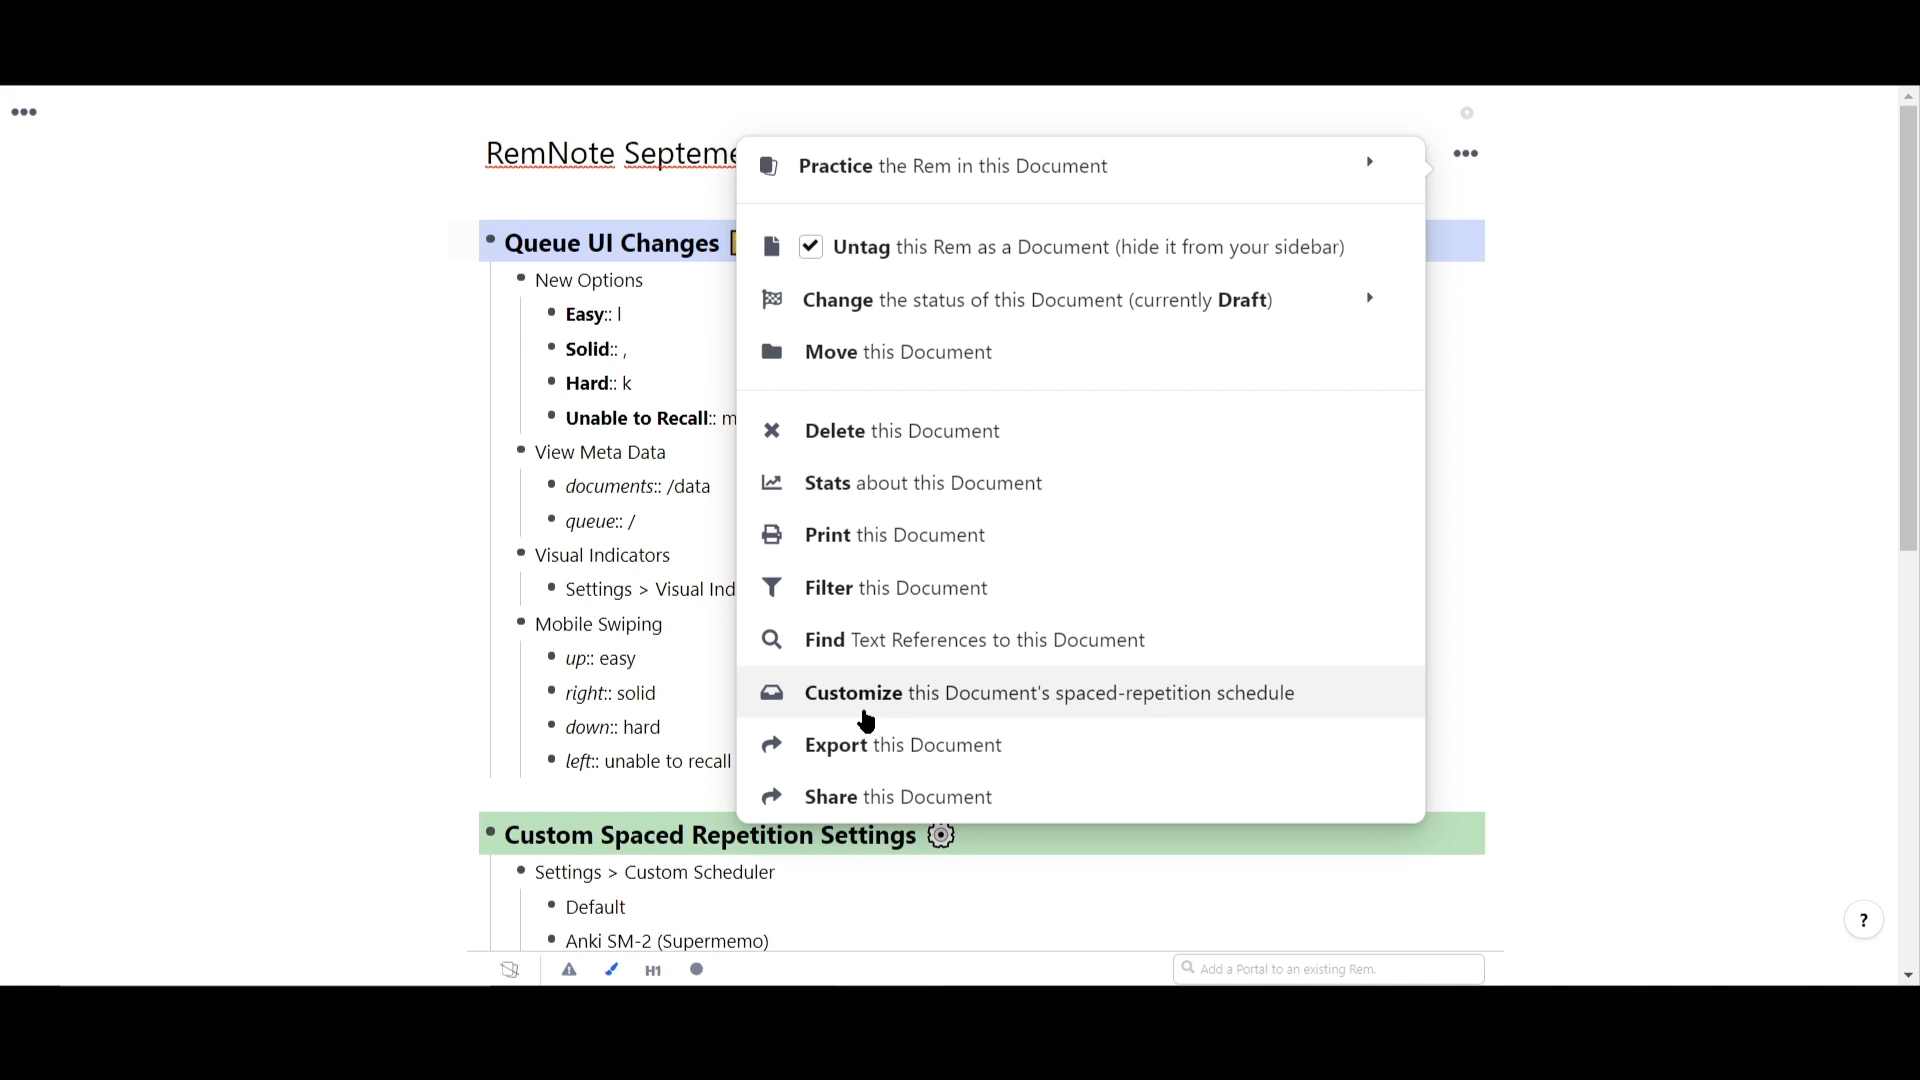 RemNote Septeme
Practice the Rem in this Document
Queue UI Changes
Untag this Rem as a Document (hide it from your sidebar)
New Options
Change the status of this Document (currently Draft)
Easy:: l
Solid:: ,
Move this Document
Hard:: k
Unable to Recall:: m
Delete this Document
View Meta Data
Stats about this Document
documents:: /data
queue:: /
Print this Document
Visual Indicators
Settings > Visual Ind
Filter this Document
Mobile Swiping
Find Text References to this Document
up:: easy
right:: solid
Customize this Document's spaced-repetition schedule
down:: hard
Export this Document
left:: unable to recall
Share this Document
Custom Spaced Repetition Settings
Settings > Custom Scheduler
Default
Anki SM-2 (Supermemo)
H1
Add a Portal to an existing Rem.
?